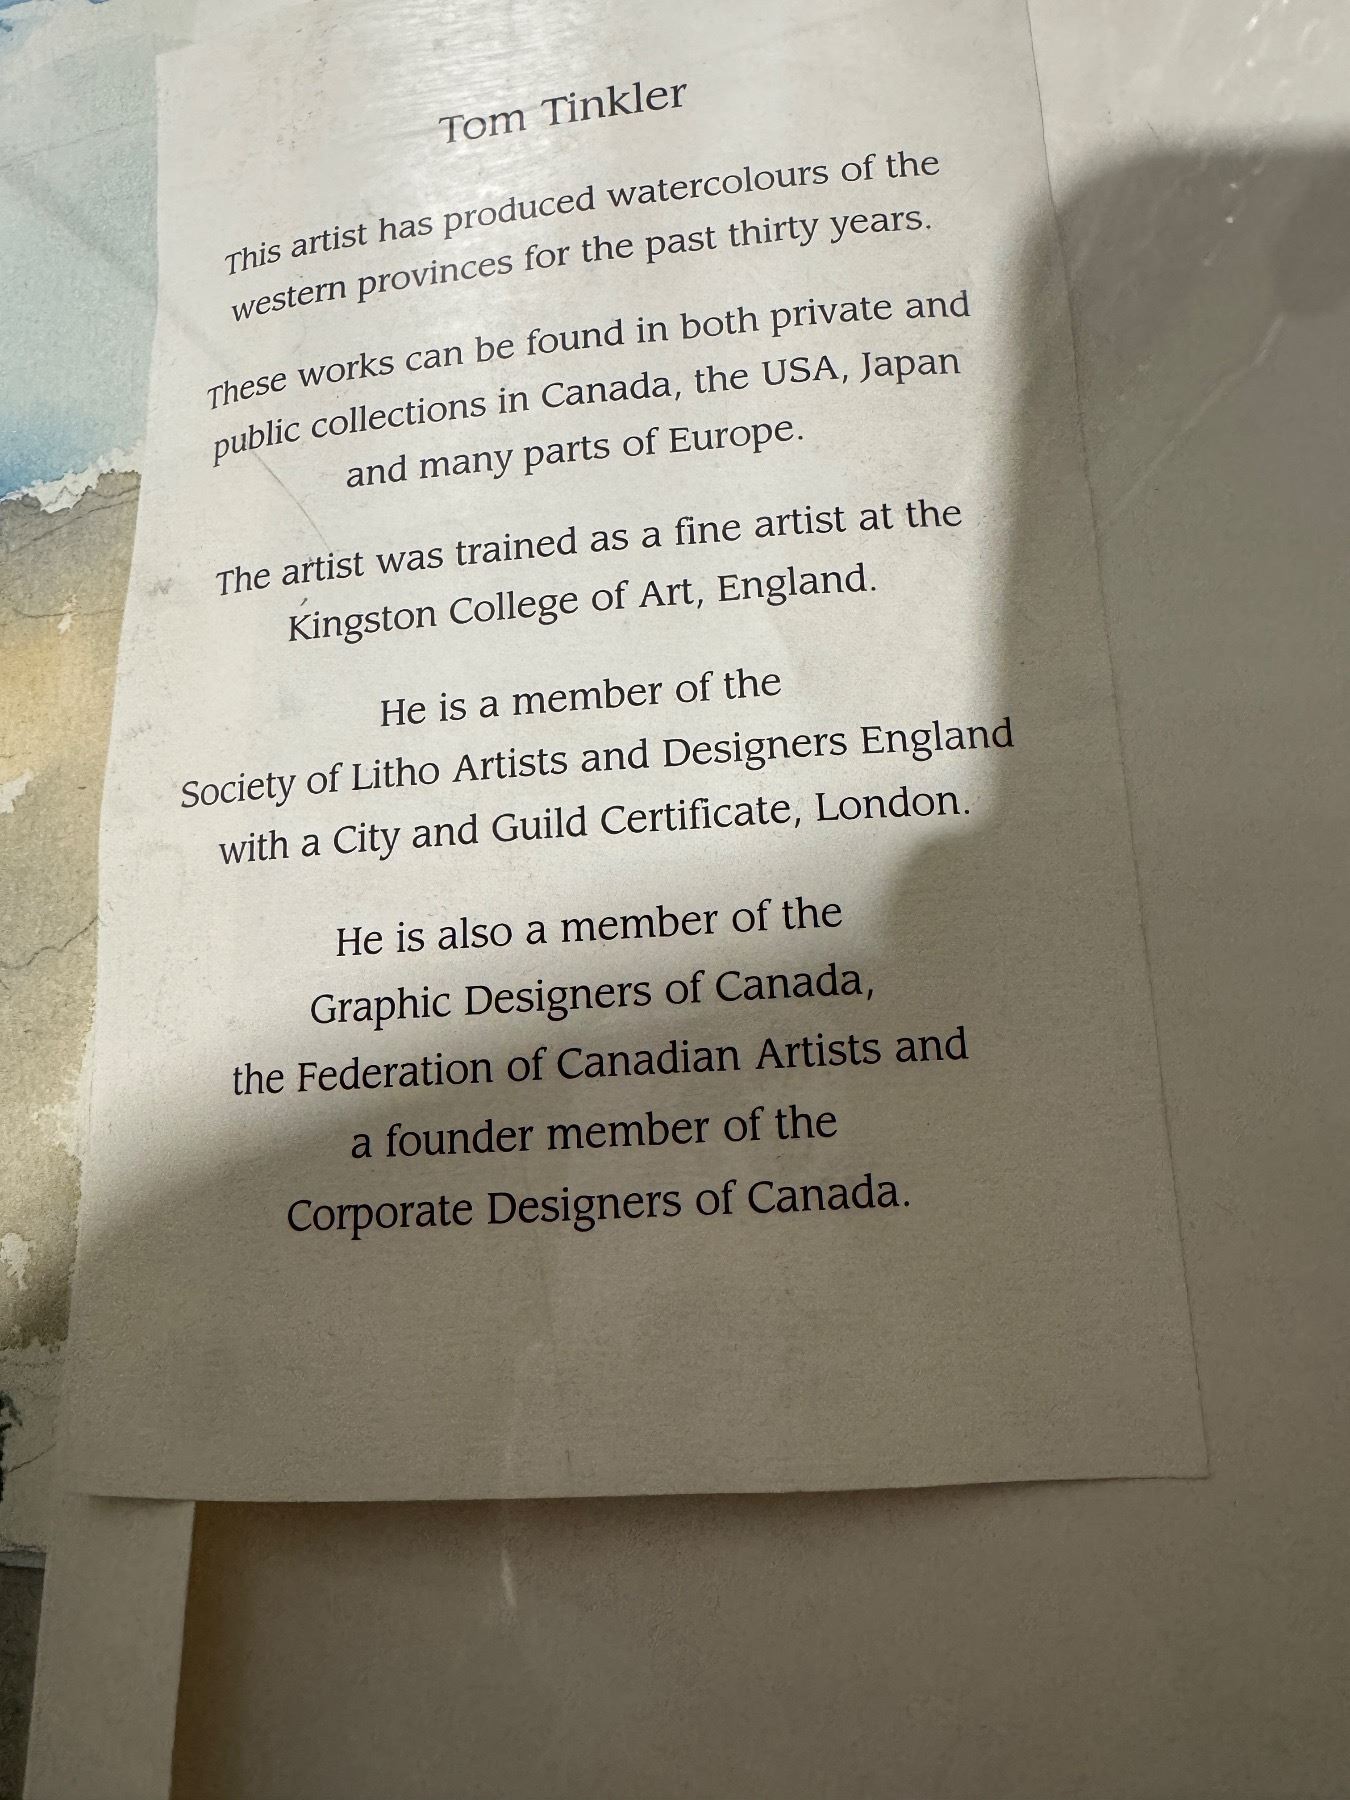 Tom Tinkler
This artist has produced watercolours of the
western provinces for the past thirty years.
These works can be found in both private and
public collections in Canada, the USA, Japan
and many parts of Europe.
The artist was trained as a fine artist at the
Kingston College of Art, England.
He is a member of the
Society of Litho Artists and Designers England
with a City and Guild Certificate, London.
He is also a member of the
Graphic Designers of Canada,
the Federation of Canadian Artists and
a founder member of the
Corporate Designers of Canada.